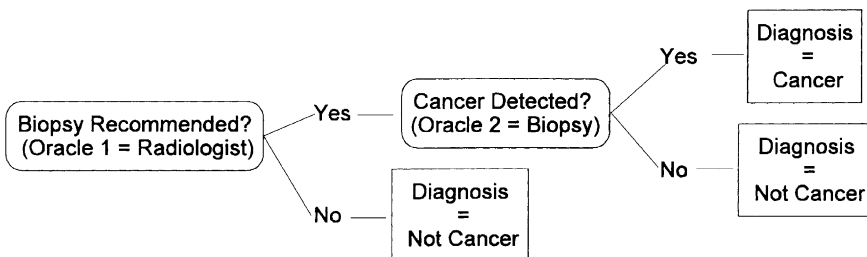 Biopsy Recommended?
(Oracle 1 = Radiologist)
Yes
No
Diagnosis
=
Not Cancer
Cancer Detected?
(Oracle 2 = Biopsy)
Yes
No
Diagnosis
=
Cancer
Diagnosis
=
Not Cancer